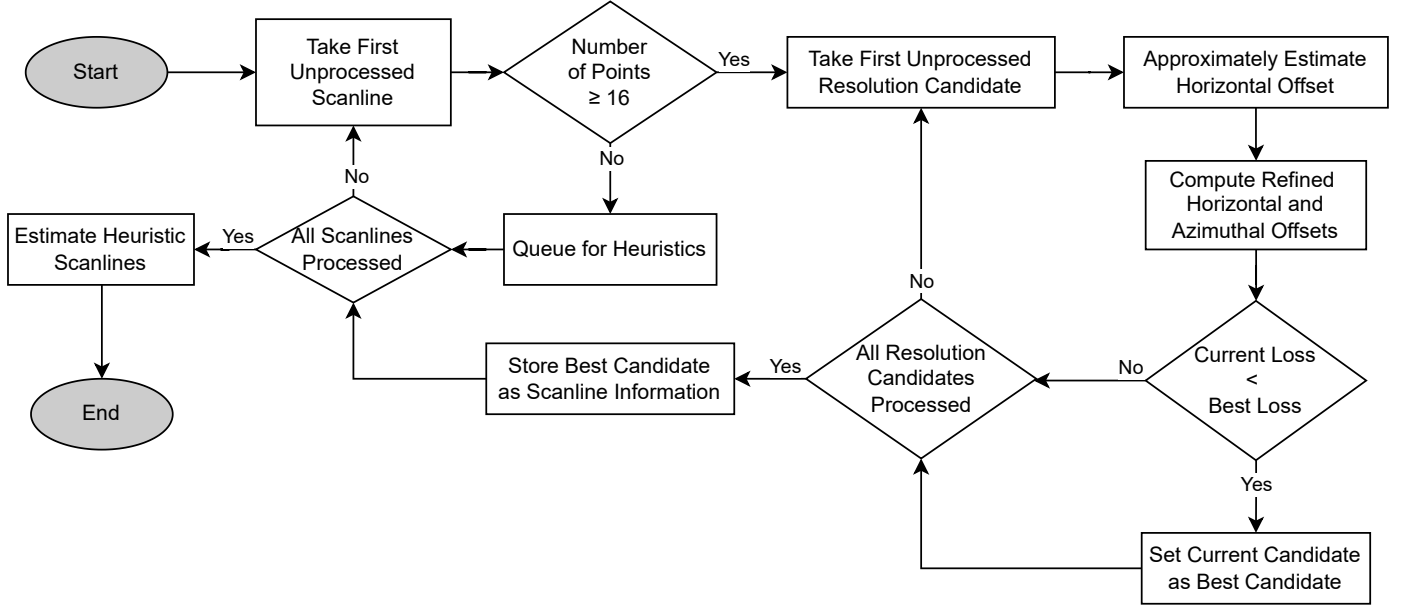 Start
Take First
Unprocessed
Scanline
Number
of Points
≥ 16
Yes
Take First Unprocessed
Resolution Candidate
Approximately Estimate
Horizontal Offset
No
No
Compute Refined
Horizontal and
Azimuthal Offsets
Estimate Heuristic
Scanlines
Yes
All Scanlines
Processed
Queue for Heuristics
No
End
Store Best Candidate
as Scanline Information
Yes
All Resolution
Candidates
Processed
No
Current Loss
<
Best Loss
Yes
Set Current Candidate
as Best Candidate